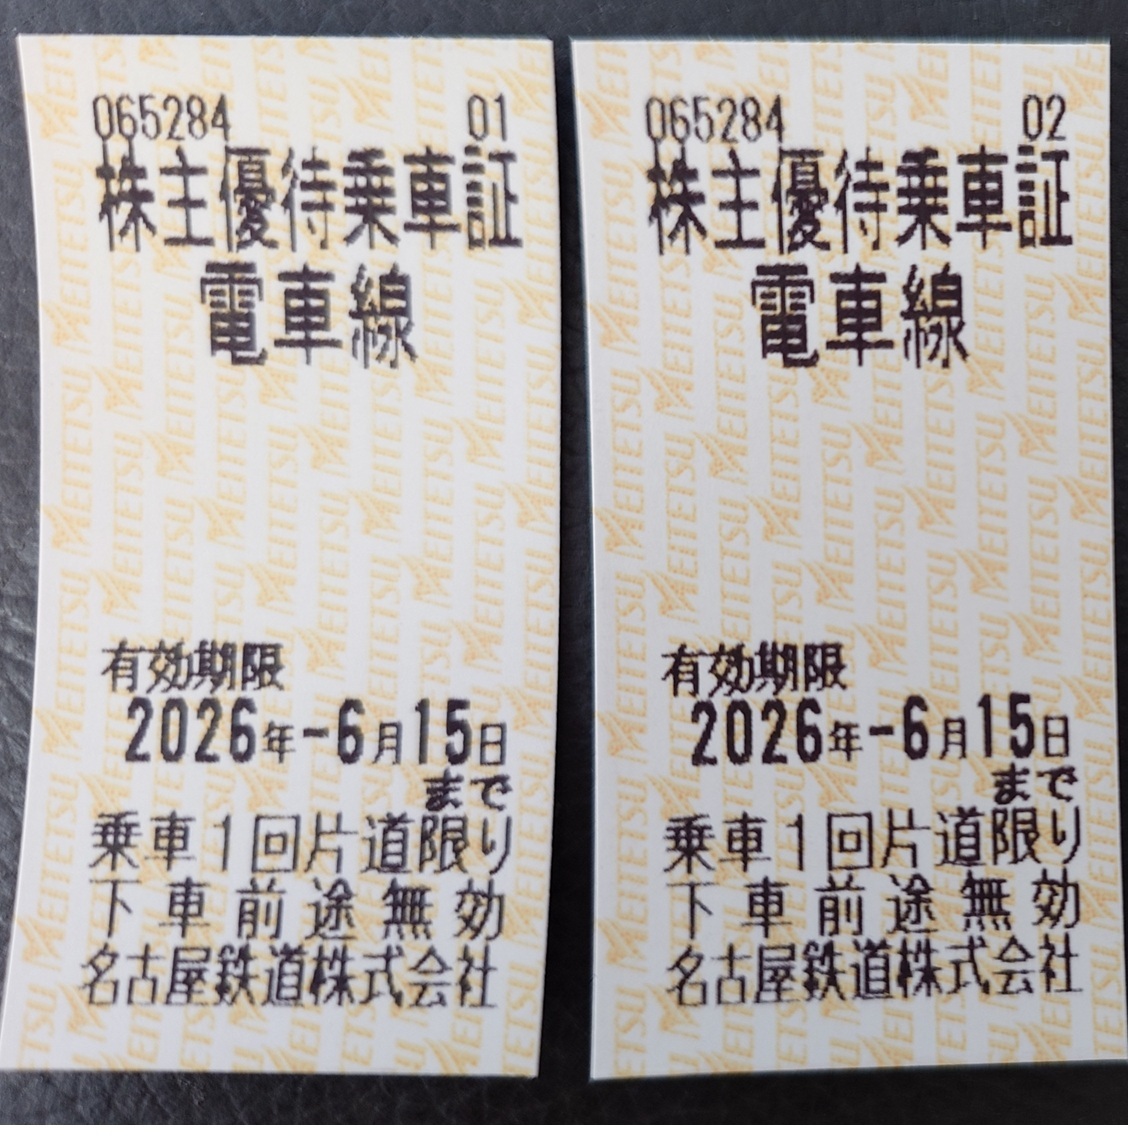 065284 01
株主優待乗車証
電車線
有効期限
2026年-6月15日
まで
乗車1回片道限り
下車前途無効
名古屋鉄道株式会社
065284 02
株主優待乗車証
電車線
有効期限
2026年-6月15日
まで
乗車1回片道限り
下車前途無効
名古屋鉄道株式会社
MEITETSU